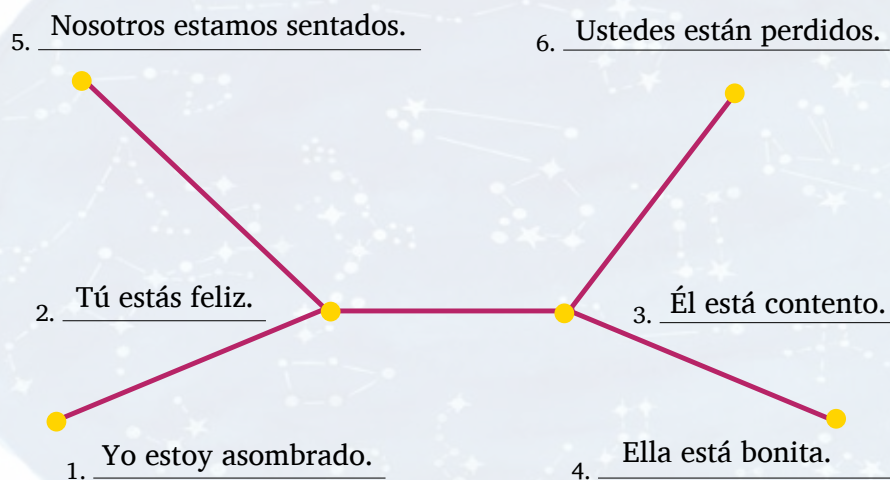 5. Nosotros estamos sentados.
6. Ustedes están perdidos.
2. Tú estás feliz.
3. Él está contento.
1. Yo estoy asombrado.
4. Ella está bonita.